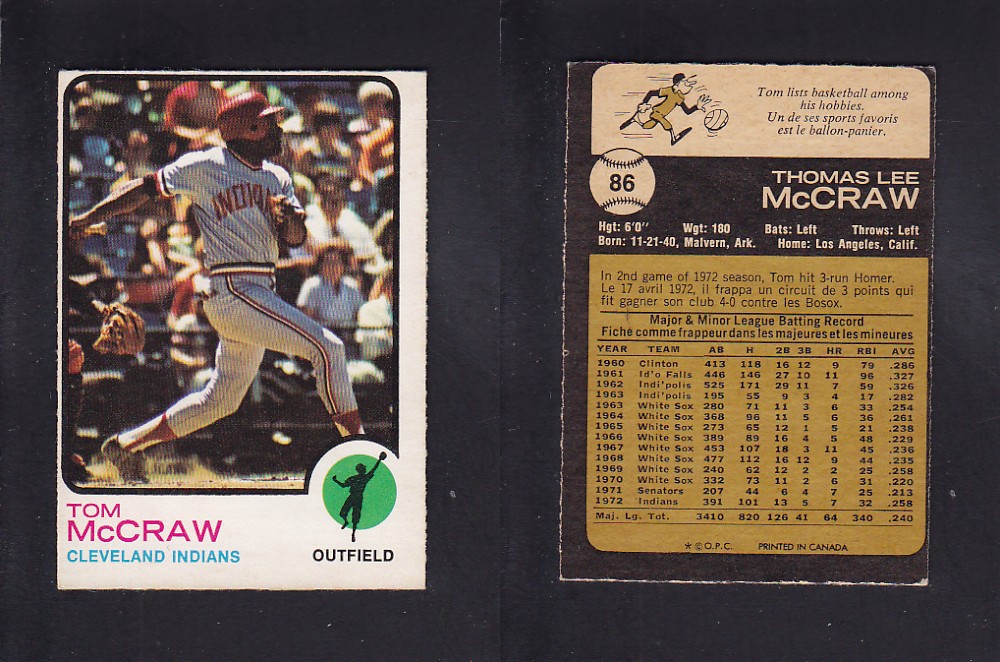 INDIANS
TOM
McCRAW
CLEVELAND INDIANS
OUTFIELD
Tom lists basketball among
his hobbies.
Un de ses sports favoris
est le ballon-panier.
86
THOMAS LEE
McCRAW
Hgt: 6'0" Wgt: 180 Bats: Left Throws: Left
Born: 11-21-40, Malvern, Ark. Home: Los Angeles, Calif.
In 2nd game of 1972 season, Tom hit 3-run Homer.
Le 17 avril 1972, il frappa un circuit de 3 points qui
fit gagner son club 4-0 contre les Bosox.
Major & Minor League Batting Record
Fiche comme frappeur dans les majeures et les mineures
YEAR TEAM AB H 2B 3B HR RBI AVG
1960 Clinton 413 118 16 12 9 79 .286
1961 Id'o Falls 446 146 27 10 11 96 .327
1962 Indi'polis 525 171 29 11 7 59 .326
1963 Indi'polis 195 55 9 3 4 17 .282
1963 White Sox 280 71 11 3 6 33 .254
1964 White Sox 368 96 11 5 6 36 .261
1965 White Sox 273 65 12 1 5 21 .238
1966 White Sox 389 89 16 4 5 48 .229
1967 White Sox 453 107 18 3 11 45 .236
1968 White Sox 477 112 16 12 9 44 .235
1969 White Sox 240 62 12 2 2 25 .258
1970 White Sox 332 73 11 2 6 31 .220
1971 Senators 207 44 6 4 7 25 .213
1972 Indians 391 101 13 5 7 32 .258
Maj. Lg. Tot. 3410 820 126 41 64 340 .240
* © O.P.C. PRINTED IN CANADA